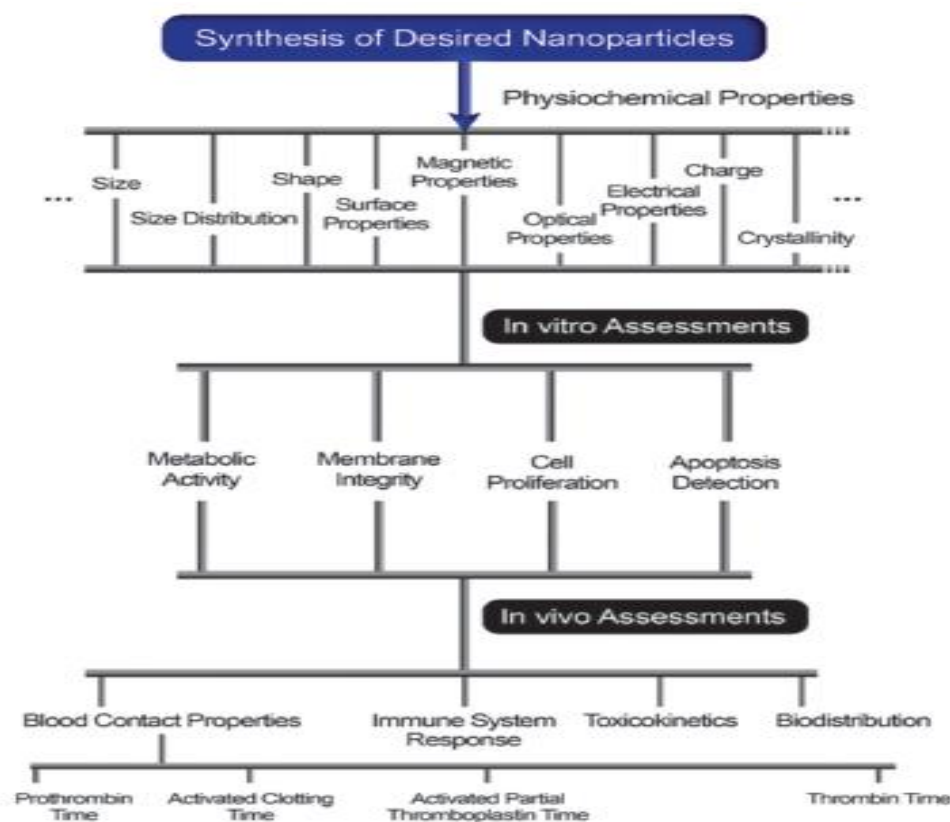 Synthesis of Desired Nanoparticles
Physiochemical Properties
Size
Size Distribution
Shape
Surface
Properties
Magnetic
Properties
Optical
Properties
Electrical
Properties
Charge
Crystallinity
...
...
In vitro Assessments
Metabolic
Activity
Membrane
Integrity
Cell
Proliferation
Apoptosis
Detection
In vivo Assessments
Blood Contact Properties
Immune System
Response
Toxicokinetics
Biodistribution
Prothrombin
Time
Activated Clotting
Time
Activated Partial
Thromboplastin Time
Thrombin Time